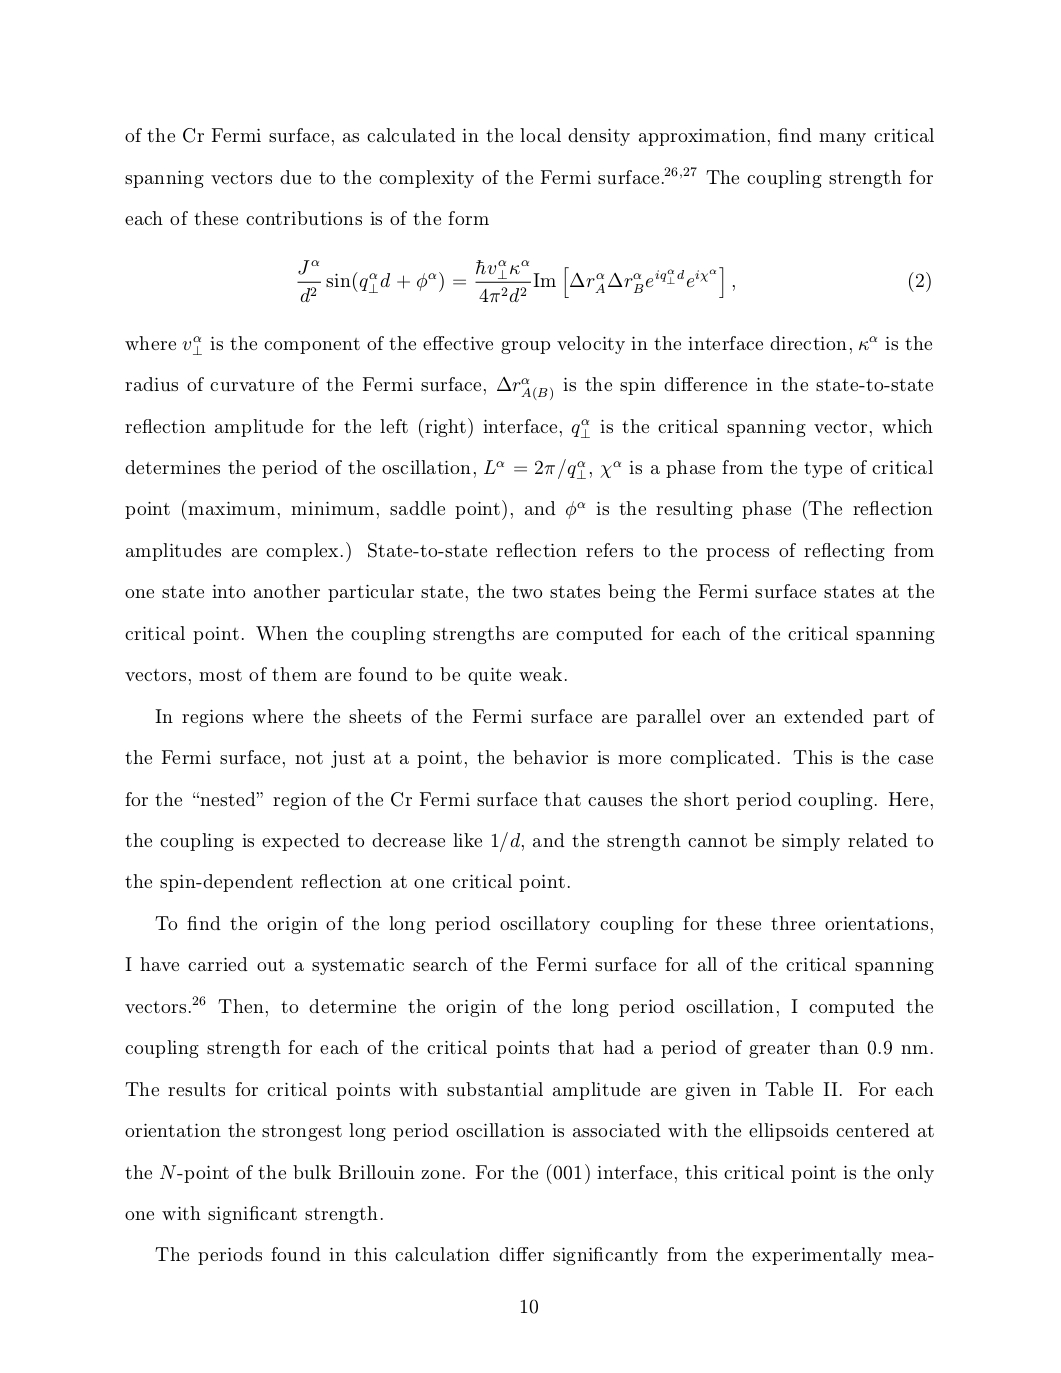 of the Cr Fermi surface, as calculated in the local density approximation, find many critical
spanning vectors due to the complexity of the Fermi surface.²⁶,²⁷ The coupling strength for
each of these contributions is of the form
$\frac{J^\alpha}{d^2} \sin(q_\perp^\alpha d + \phi^\alpha) = \frac{\hbar v_\perp^\alpha \kappa^\alpha}{4\pi^2 d^2} \mathrm{Im} \left[ \Delta r_A^\alpha \Delta r_B^\alpha e^{i q_\perp^\alpha d} e^{i\chi^\alpha} \right],$ (2)
where $v_\perp^\alpha$ is the component of the effective group velocity in the interface direction, $\kappa^\alpha$ is the
radius of curvature of the Fermi surface, $\Delta r_{A(B)}^\alpha$ is the spin difference in the state-to-state
reflection amplitude for the left (right) interface, $q_\perp^\alpha$ is the critical spanning vector, which
determines the period of the oscillation, $L^\alpha = 2\pi/q_\perp^\alpha$, $\chi^\alpha$ is a phase from the type of critical
point (maximum, minimum, saddle point), and $\phi^\alpha$ is the resulting phase (The reflection
amplitudes are complex.) State-to-state reflection refers to the process of reflecting from
one state into another particular state, the two states being the Fermi surface states at the
critical point. When the coupling strengths are computed for each of the critical spanning
vectors, most of them are found to be quite weak.
In regions where the sheets of the Fermi surface are parallel over an extended part of
the Fermi surface, not just at a point, the behavior is more complicated. This is the case
for the “nested” region of the Cr Fermi surface that causes the short period coupling. Here,
the coupling is expected to decrease like 1/d, and the strength cannot be simply related to
the spin-dependent reflection at one critical point.
To find the origin of the long period oscillatory coupling for these three orientations,
I have carried out a systematic search of the Fermi surface for all of the critical spanning
vectors.²⁶ Then, to determine the origin of the long period oscillation, I computed the
coupling strength for each of the critical points that had a period of greater than 0.9 nm.
The results for critical points with substantial amplitude are given in Table II. For each
orientation the strongest long period oscillation is associated with the ellipsoids centered at
the N-point of the bulk Brillouin zone. For the (001) interface, this critical point is the only
one with significant strength.
The periods found in this calculation differ significantly from the experimentally mea-
10